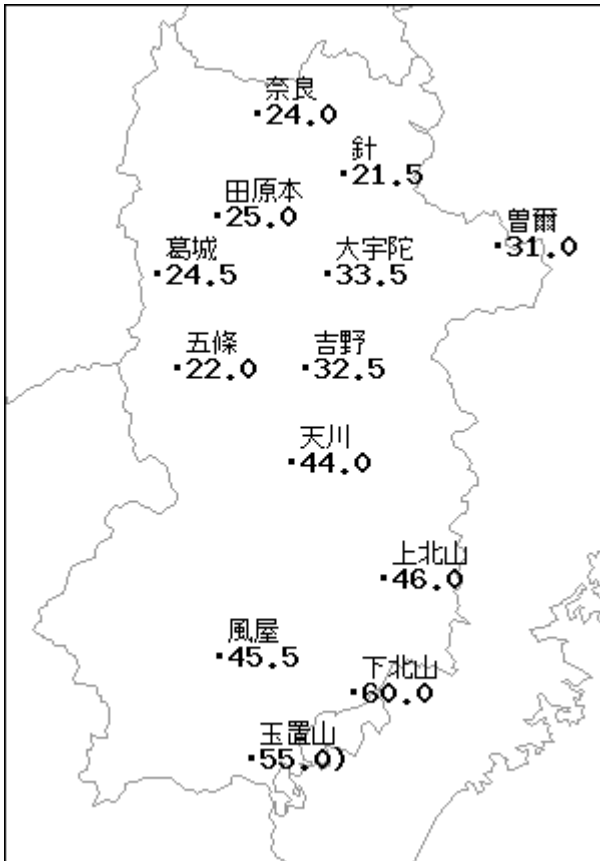 奈良
24.0
針
21.5
田原本
25.0
曽爾
31.0
葛城
24.5
大宇陀
33.5
五條
22.0
吉野
32.5
天川
44.0
上北山
46.0
風屋
45.5
下北山
60.0
玉置山
55.0)